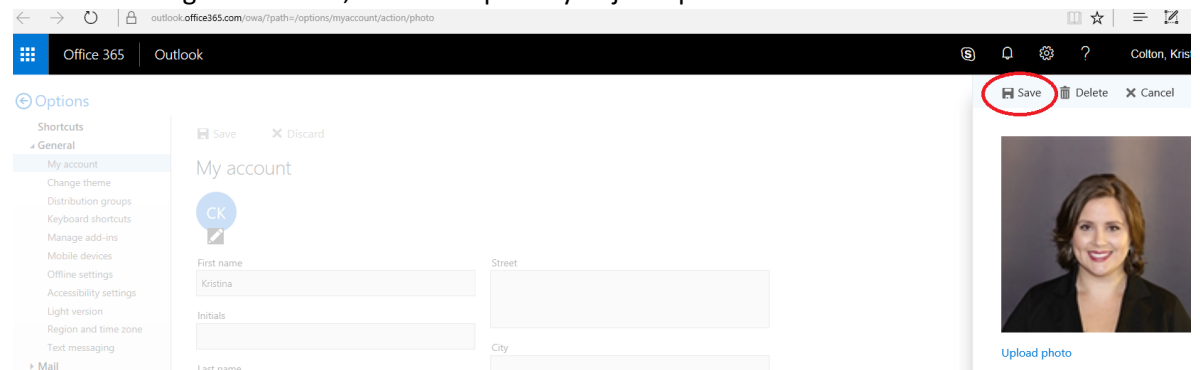 outlook.office365.com/owa/?path=/options/myaccount/action/photo
Office 365 Outlook
Colton, Kris
Options
Save Delete Cancel
Shortcuts
General
Save Discard
My account
My account
Change theme
Distribution groups
CK
Keyboard shortcuts
Manage add-ins
Mobile devices
First name
Street
Offline settings
Kristina
Accessibility settings
Light version
Initials
Region and time zone
Text messaging
City
Upload photo
Mail
Last name